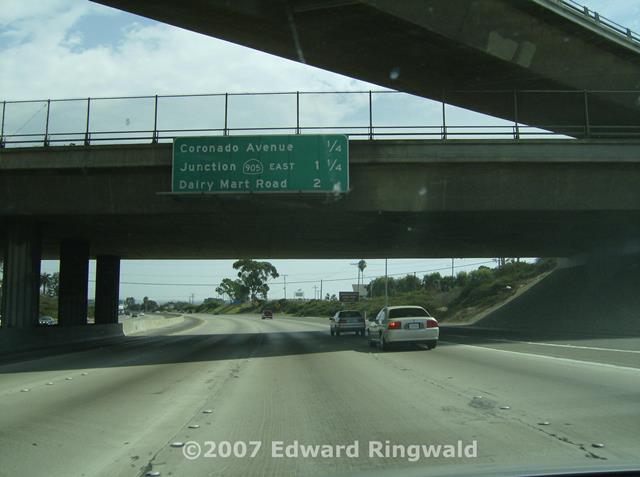 Coronado Avenue 1/4
Junction 905 EAST 1 1/4
Dairy Mart Road 2
©2007 Edward Ringwald